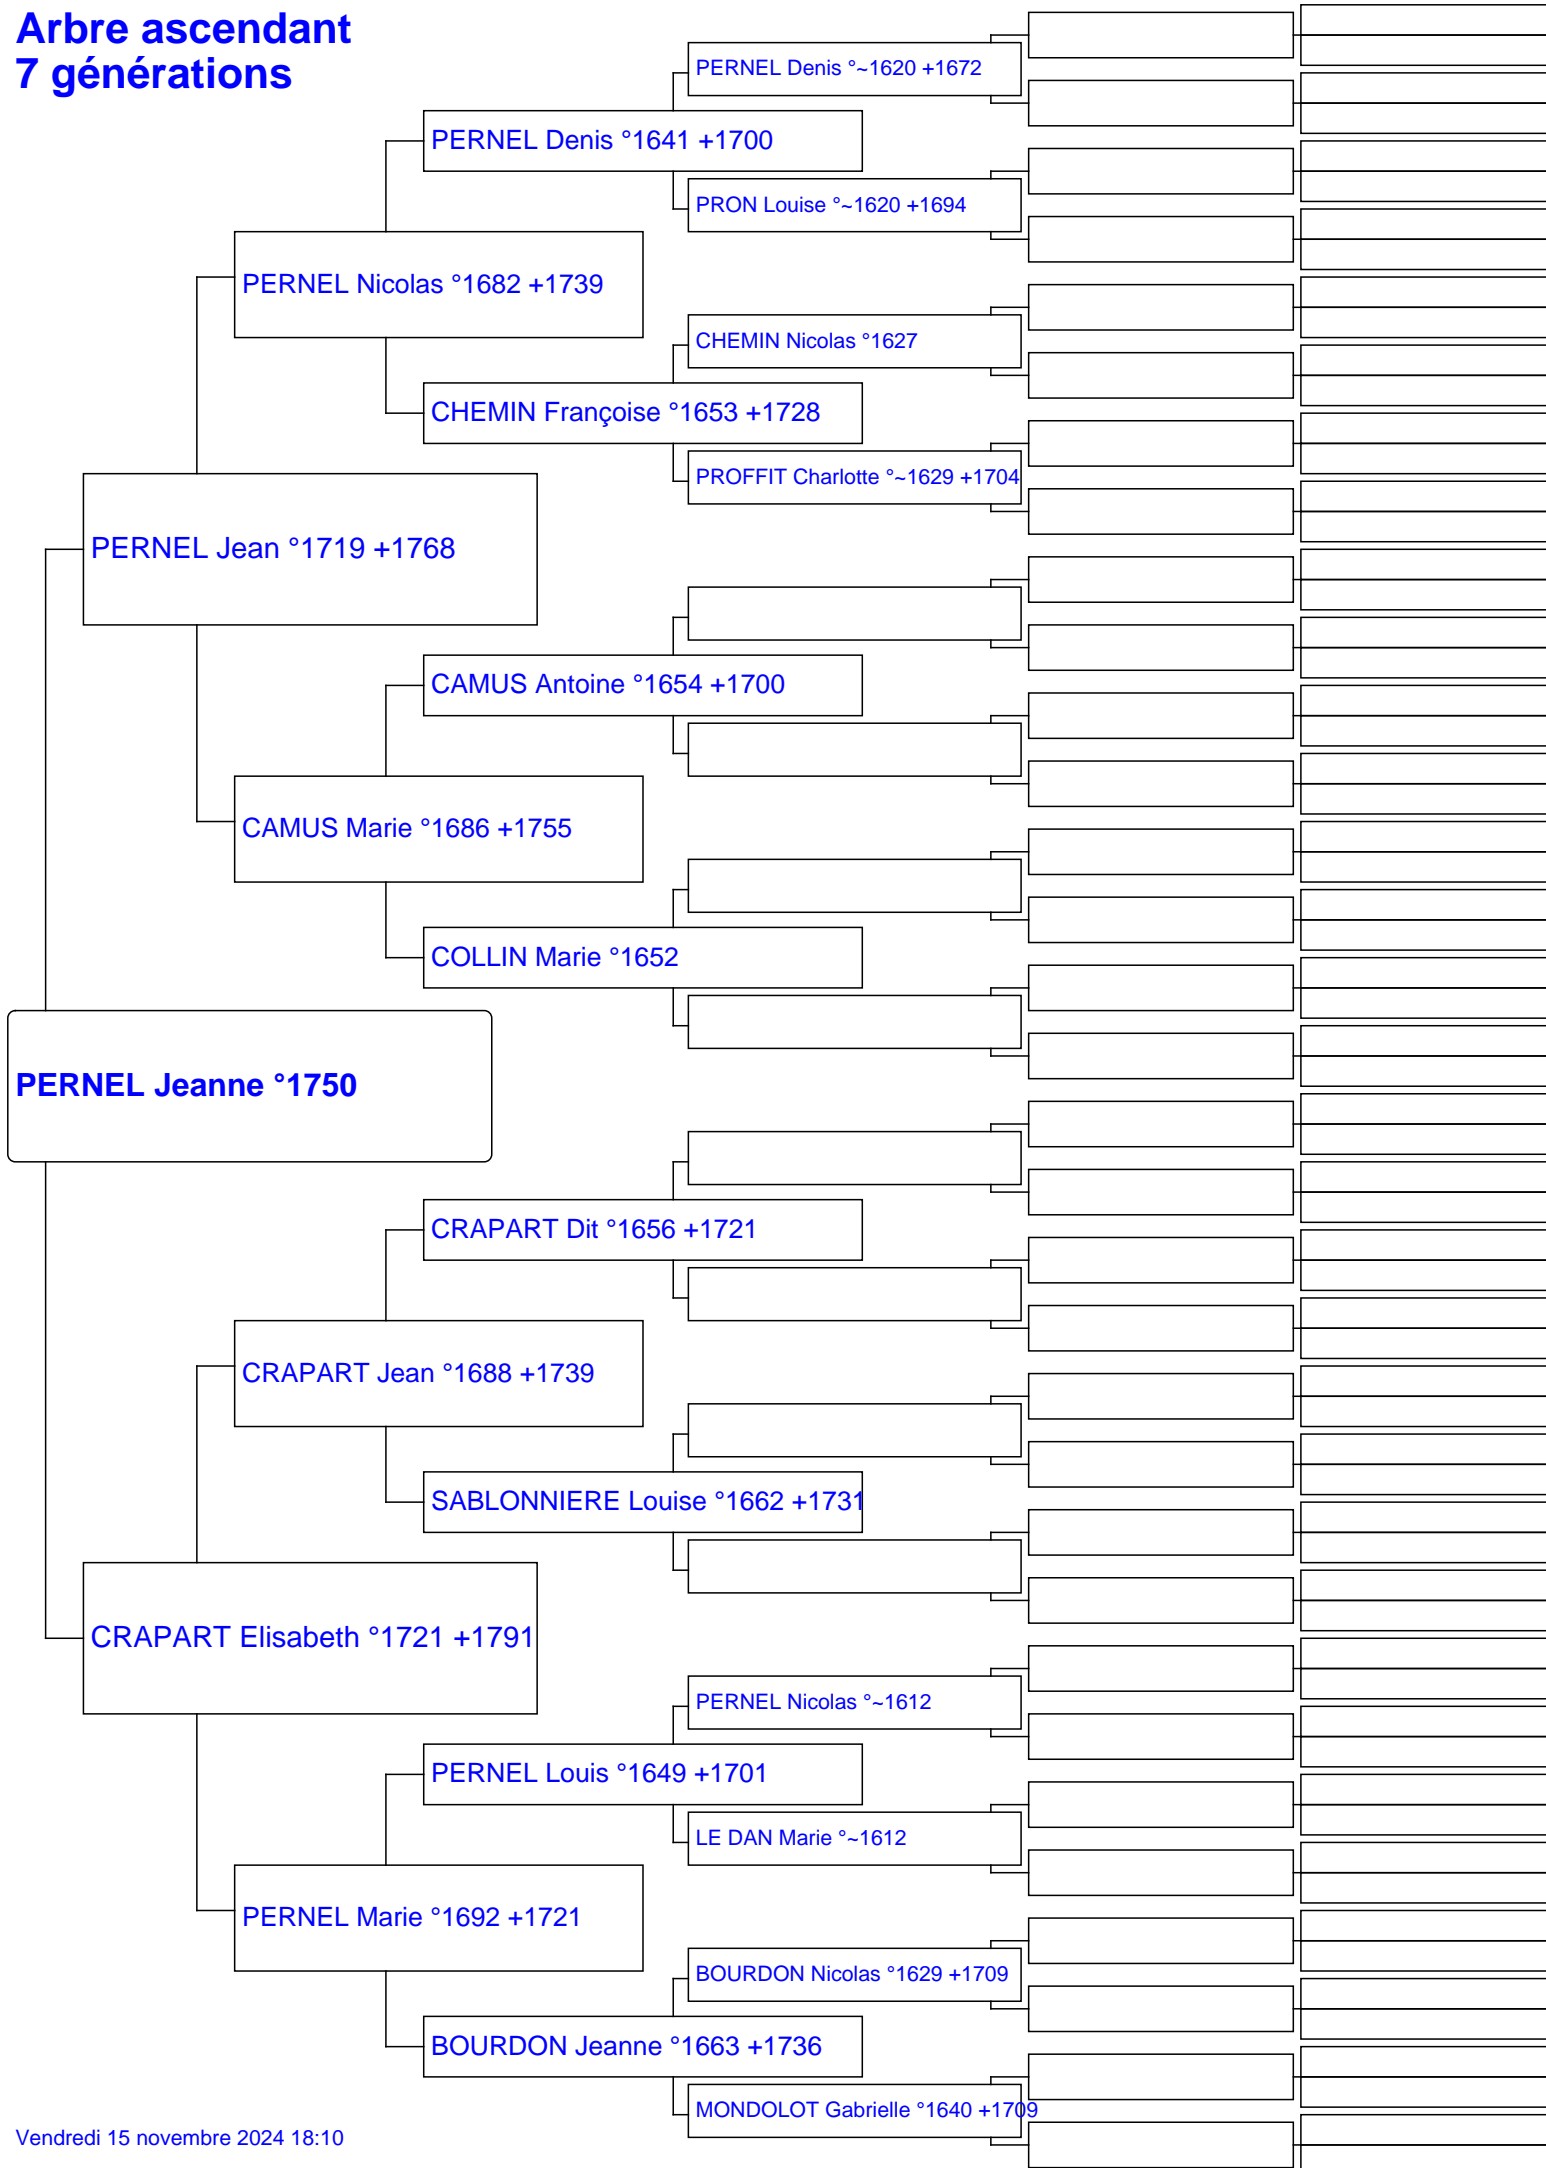 Arbre ascendant
7 générations
PERNEL Denis °~1620 +1672
PERNEL Denis °1641 +1700
PRON Louise °~1620 +1694
PERNEL Nicolas °1682 +1739
CHEMIN Nicolas °1627
CHEMIN Françoise °1653 +1728
PROFFIT Charlotte °~1629 +1704
PERNEL Jean °1719 +1768
CAMUS Antoine °1654 +1700
CAMUS Marie °1686 +1755
COLLIN Marie °1652
PERNEL Jeanne °1750
CRAPART Dit °1656 +1721
CRAPART Jean °1688 +1739
SABLONNIERE Louise °1662 +1731
CRAPART Elisabeth °1721 +1791
PERNEL Nicolas °~1612
PERNEL Louis °1649 +1701
LE DAN Marie °~1612
PERNEL Marie °1692 +1721
BOURDON Nicolas °1629 +1709
BOURDON Jeanne °1663 +1736
MONDOLOT Gabrielle °1640 +1709
Vendredi 15 novembre 2024 18:10